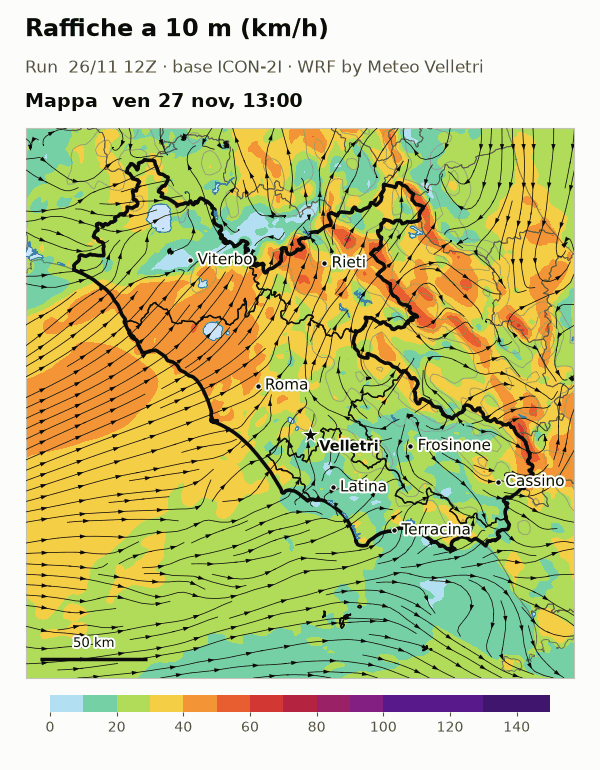 Raffiche a 10 m (km/h)
Run 26/11 12Z · base ICON-2I · WRF by Meteo Velletri
Mappa ven 27 nov, 13:00
Viterbo
Rieti
Roma
Velletri
Frosinone
Cassino
Latina
Terracina
50 km
0 20 40 60 80 100 120 140